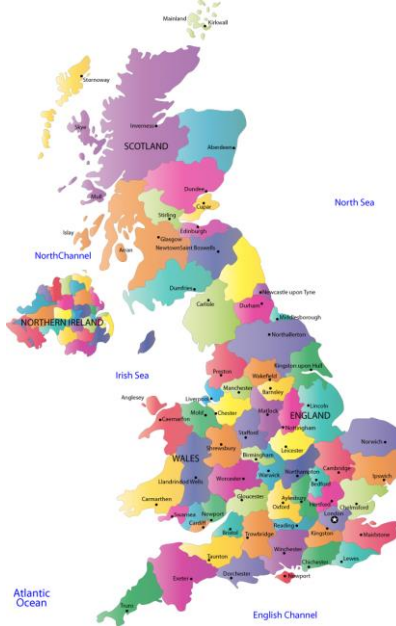 Mainland
Kirkwall
Stornoway
Skye
Inverness
SCOTLAND
Aberdeen
Mull
Dundee
Cupar
Stirling
North Sea
Islay
Edinburgh
Glasgow
Arran
Newtown Saint Boswells
NorthChannel
Dumfries
Newcastle upon Tyne
Carlisle
Durham
Middlesborough
NORTHERN IRELAND
Northallerton
Irish Sea
Preston
Kingston upon Hull
Wakefield
Manchester
Barnsley
Liverpool
Anglesey
Mold
Chester
Lincoln
Matlock
ENGLAND
Caernarfon
Nottingham
Stafford
Norwich
Shrewsbury
Leicester
WALES
Birmingham
Cambridge
Llandrindod Wells
Worcester
Warwick
Northampton
Ipswich
Bedford
Carmarthen
Gloucester
Aylesbury
Hertford
Chelmsford
Oxford
Swansea
Newport
London
Cardiff
Bristol
Trowbridge
Reading
Kingston
Maidstone
Winchester
Taunton
Chichester
Lewes
Exeter
Dorchester
Newport
Atlantic
Ocean
Truro
English Channel